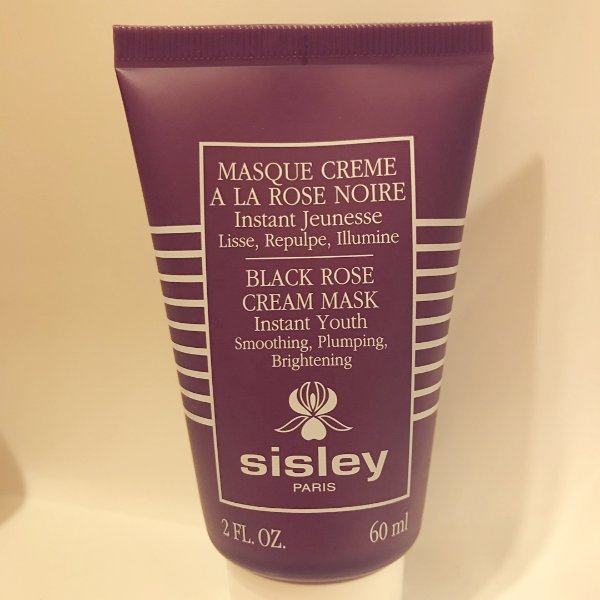 MASQUE CREME
A LA ROSE NOIRE
Instant Jeunesse
Lisse, Repulpe, Illumine
BLACK ROSE
CREAM MASK
Instant Youth
Smoothing, Plumping,
Brightening
sisley
PARIS
2 FL. OZ. 60 ml